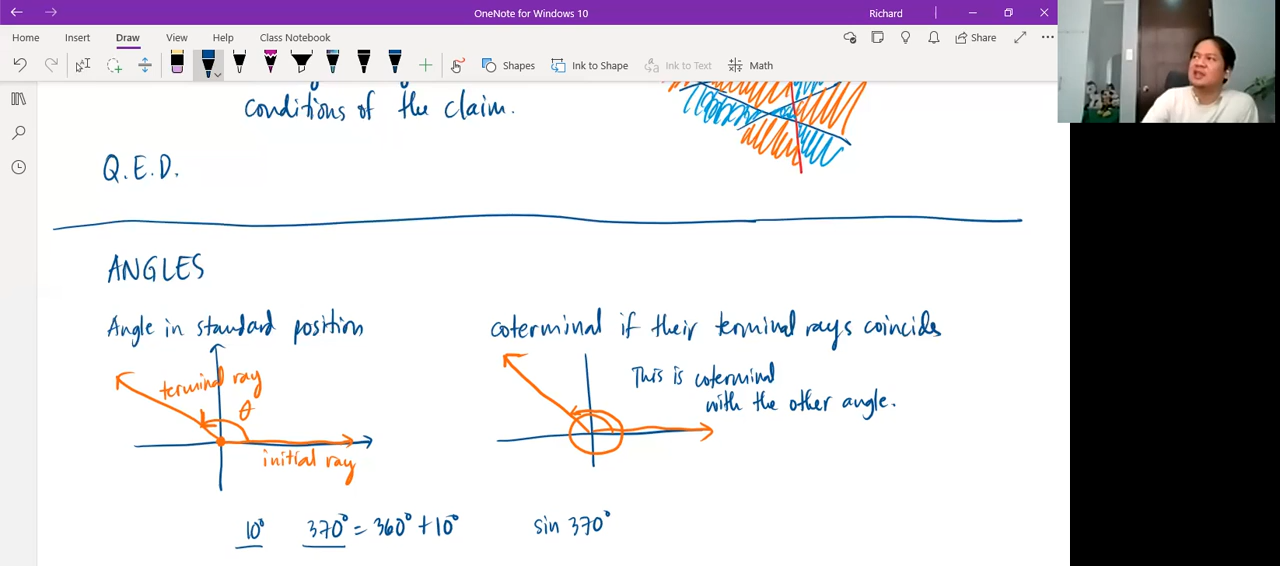 OneNote for Windows 10
Richard
Home Insert Draw View Help Class Notebook
Share
Shapes Ink to Shape Ink to Text Math
conditions of the claim.
Q.E.D.
ANGLES
Angle in standard position
coterminal if their terminal rays coincides
terminal ray
θ
initial ray
This is coterminal
with the other angle.
10° 370° = 360° + 10°
sin 370°